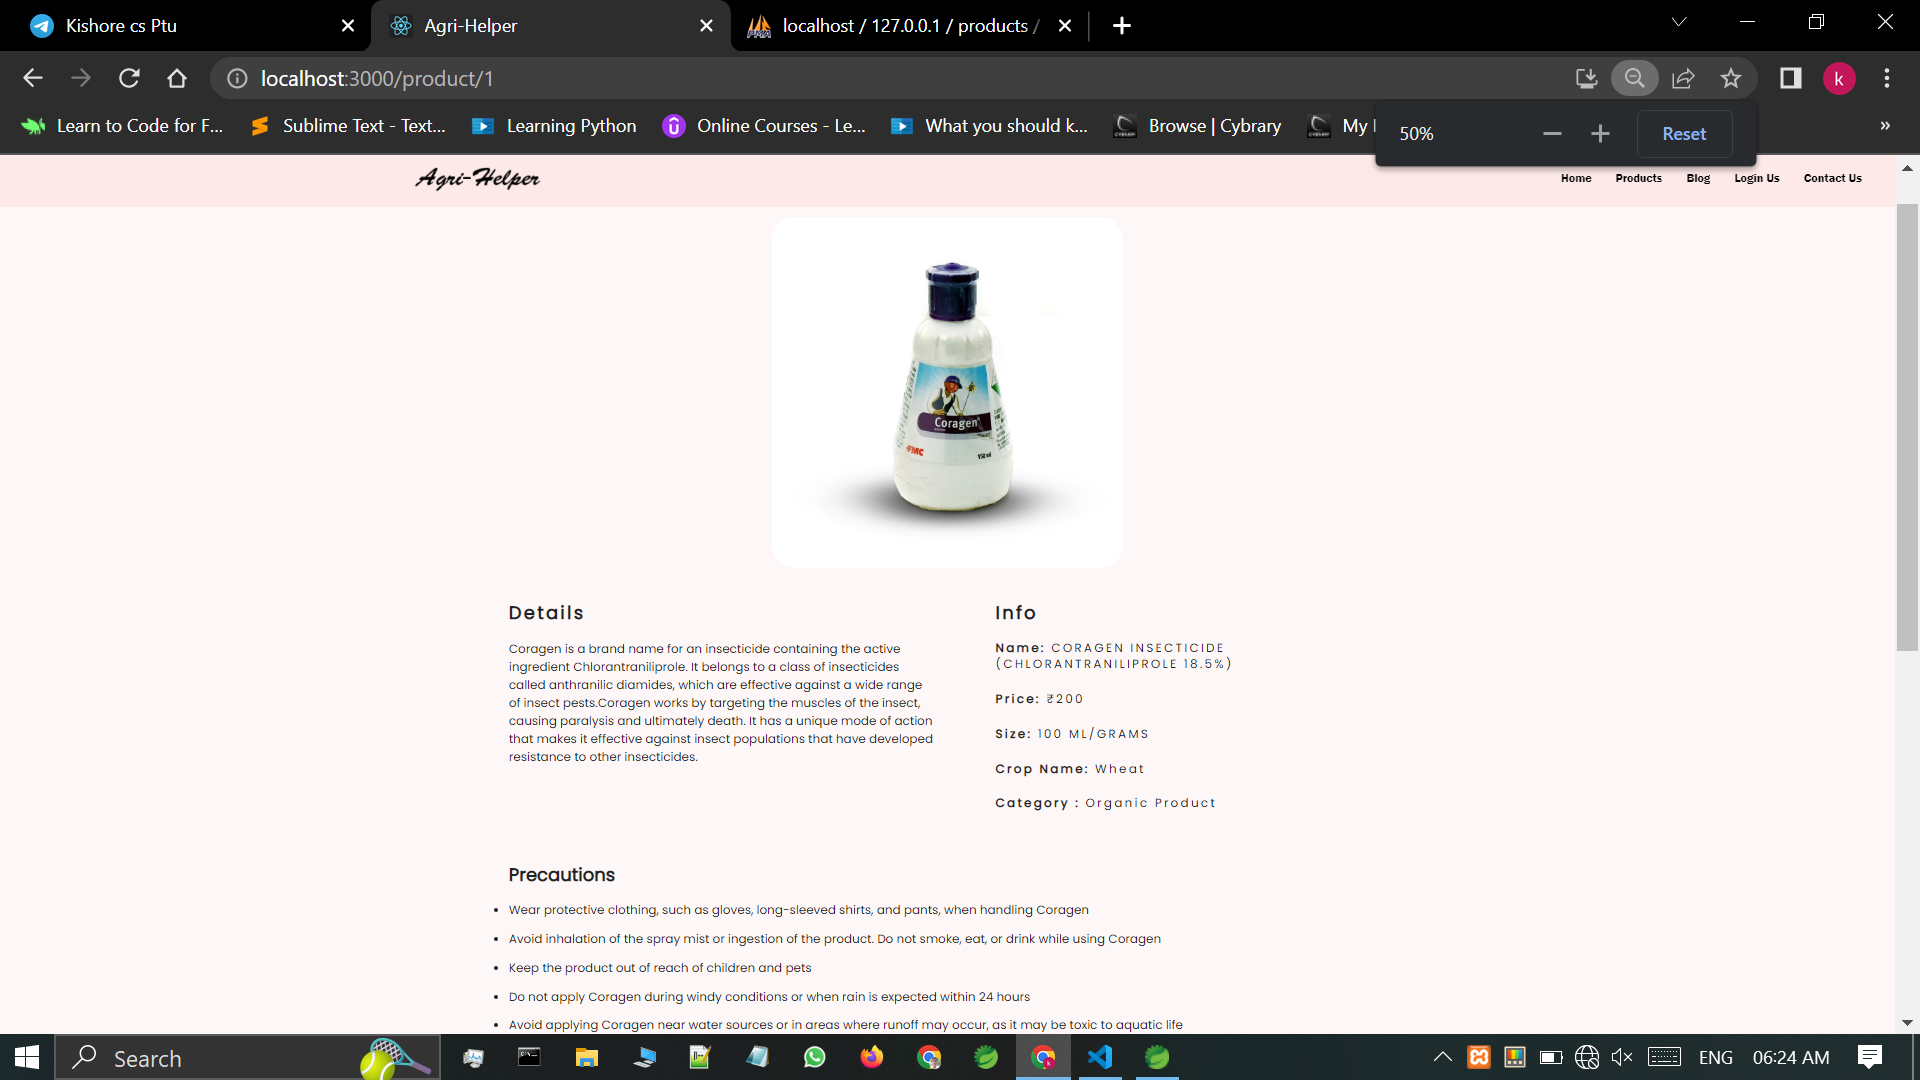 Kishore cs Ptu
Agri-Helper
localhost / 127.0.0.1 / products /
localhost:3000/product/1
Learn to Code for F...
Sublime Text - Text...
Learning Python
Online Courses - Le...
What you should k...
Browse | Cybrary
My
50%
Reset
»
k
Agri-Helper
Home
Products
Blog
Login Us
Contact Us
Coragen
FMC
150 ml
Details
Coragen is a brand name for an insecticide containing the active
ingredient Chlorantraniliprole. It belongs to a class of insecticides
called anthranilic diamides, which are effective against a wide range
of insect pests.Coragen works by targeting the muscles of the insect,
causing paralysis and ultimately death. It has a unique mode of action
that makes it effective against insect populations that have developed
resistance to other insecticides.
Info
Name: CORAGEN INSECTICIDE
(CHLORANTRANILIPROLE 18.5%)
Price: ₹200
Size: 100 ML/GRAMS
Crop Name: Wheat
Category : Organic Product
Precautions
• Wear protective clothing, such as gloves, long-sleeved shirts, and pants, when handling Coragen
• Avoid inhalation of the spray mist or ingestion of the product. Do not smoke, eat, or drink while using Coragen
• Keep the product out of reach of children and pets
• Do not apply Coragen during windy conditions or when rain is expected within 24 hours
• Avoid applying Coragen near water sources or in areas where runoff may occur, as it may be toxic to aquatic life
Search
ENG
06:24 AM